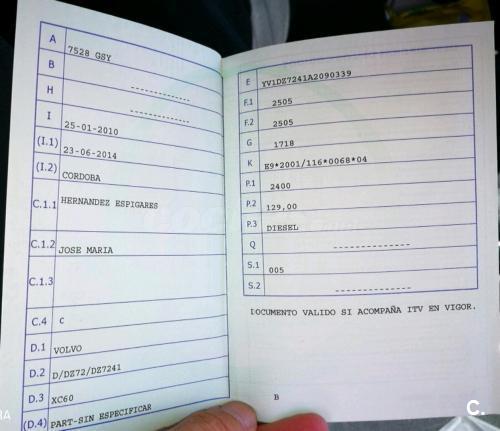 A 7528 GSY
B -------------
H -------------
I 25-01-2010
(I.1) 23-06-2014
(I.2) CORDOBA
C.1.1 HERNANDEZ ESPIGARES
C.1.2 JOSE MARIA
C.1.3
C.4 C
D.1 VOLVO
D.2 D/DZ72/DZ7241
D.3 XC60
(D.4) PART-SIN ESPECIFICAR
E YV1DZ7241A2090339
F.1 2505
F.2 2505
G 1718
K E9*2001/116*0068*04
P.1 2400
P.2 129,00
P.3 DIESEL
Q --------------
S.1 005
S.2 --------------
DOCUMENTO VALIDO SI ACOMPAÑA ITV EN VIGOR.
B
RA
C.